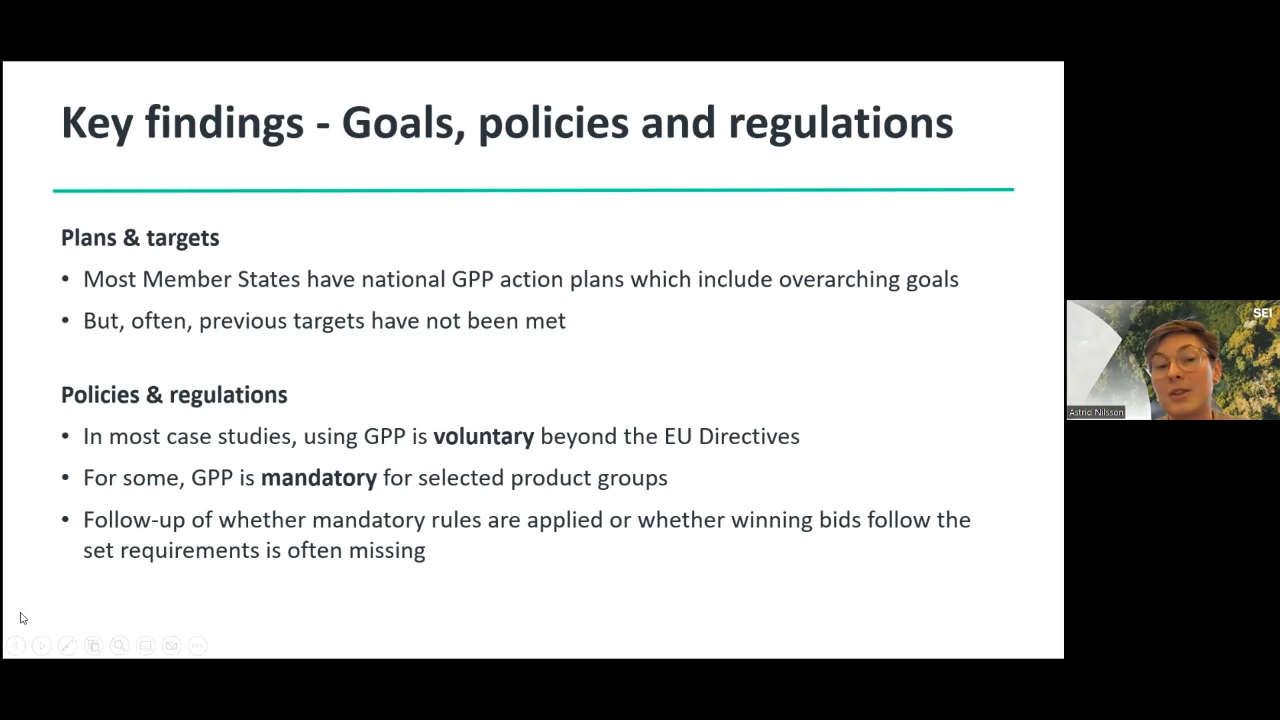 Key findings - Goals, policies and regulations
Plans & targets
• Most Member States have national GPP action plans which include overarching goals
• But, often, previous targets have not been met
Policies & regulations
• In most case studies, using GPP is voluntary beyond the EU Directives
• For some, GPP is mandatory for selected product groups
• Follow-up of whether mandatory rules are applied or whether winning bids follow the
set requirements is often missing
SEI
Astrid Nilsson